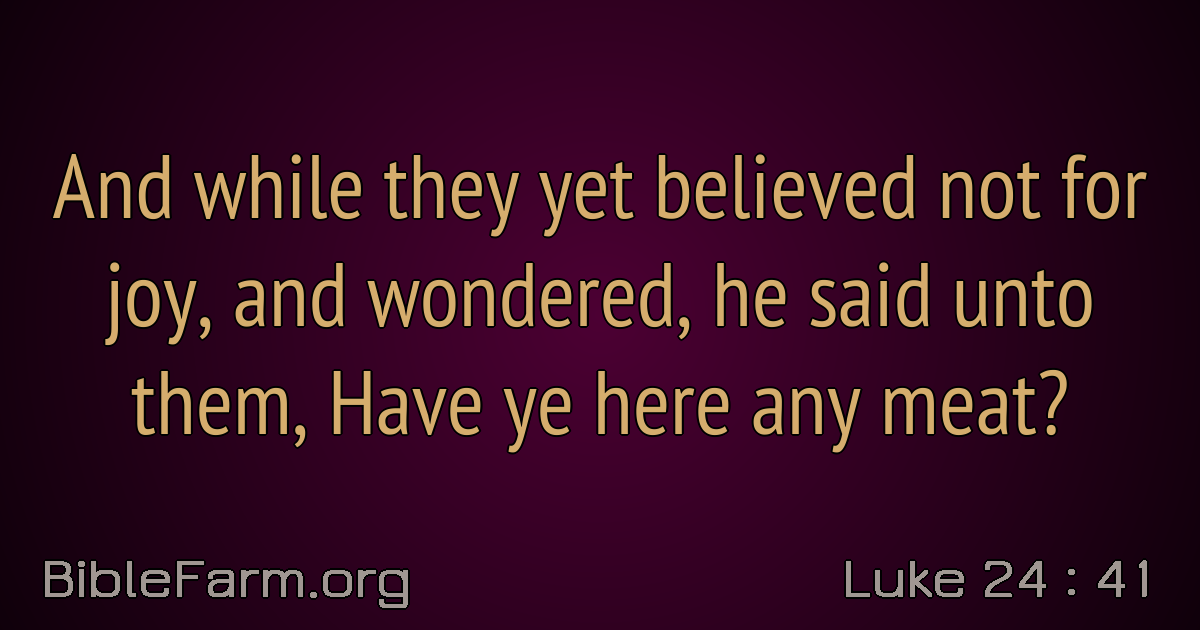 And while they yet believed not for
joy, and wondered, he said unto
them, Have ye here any meat?
BibleFarm.org
Luke 24 : 41